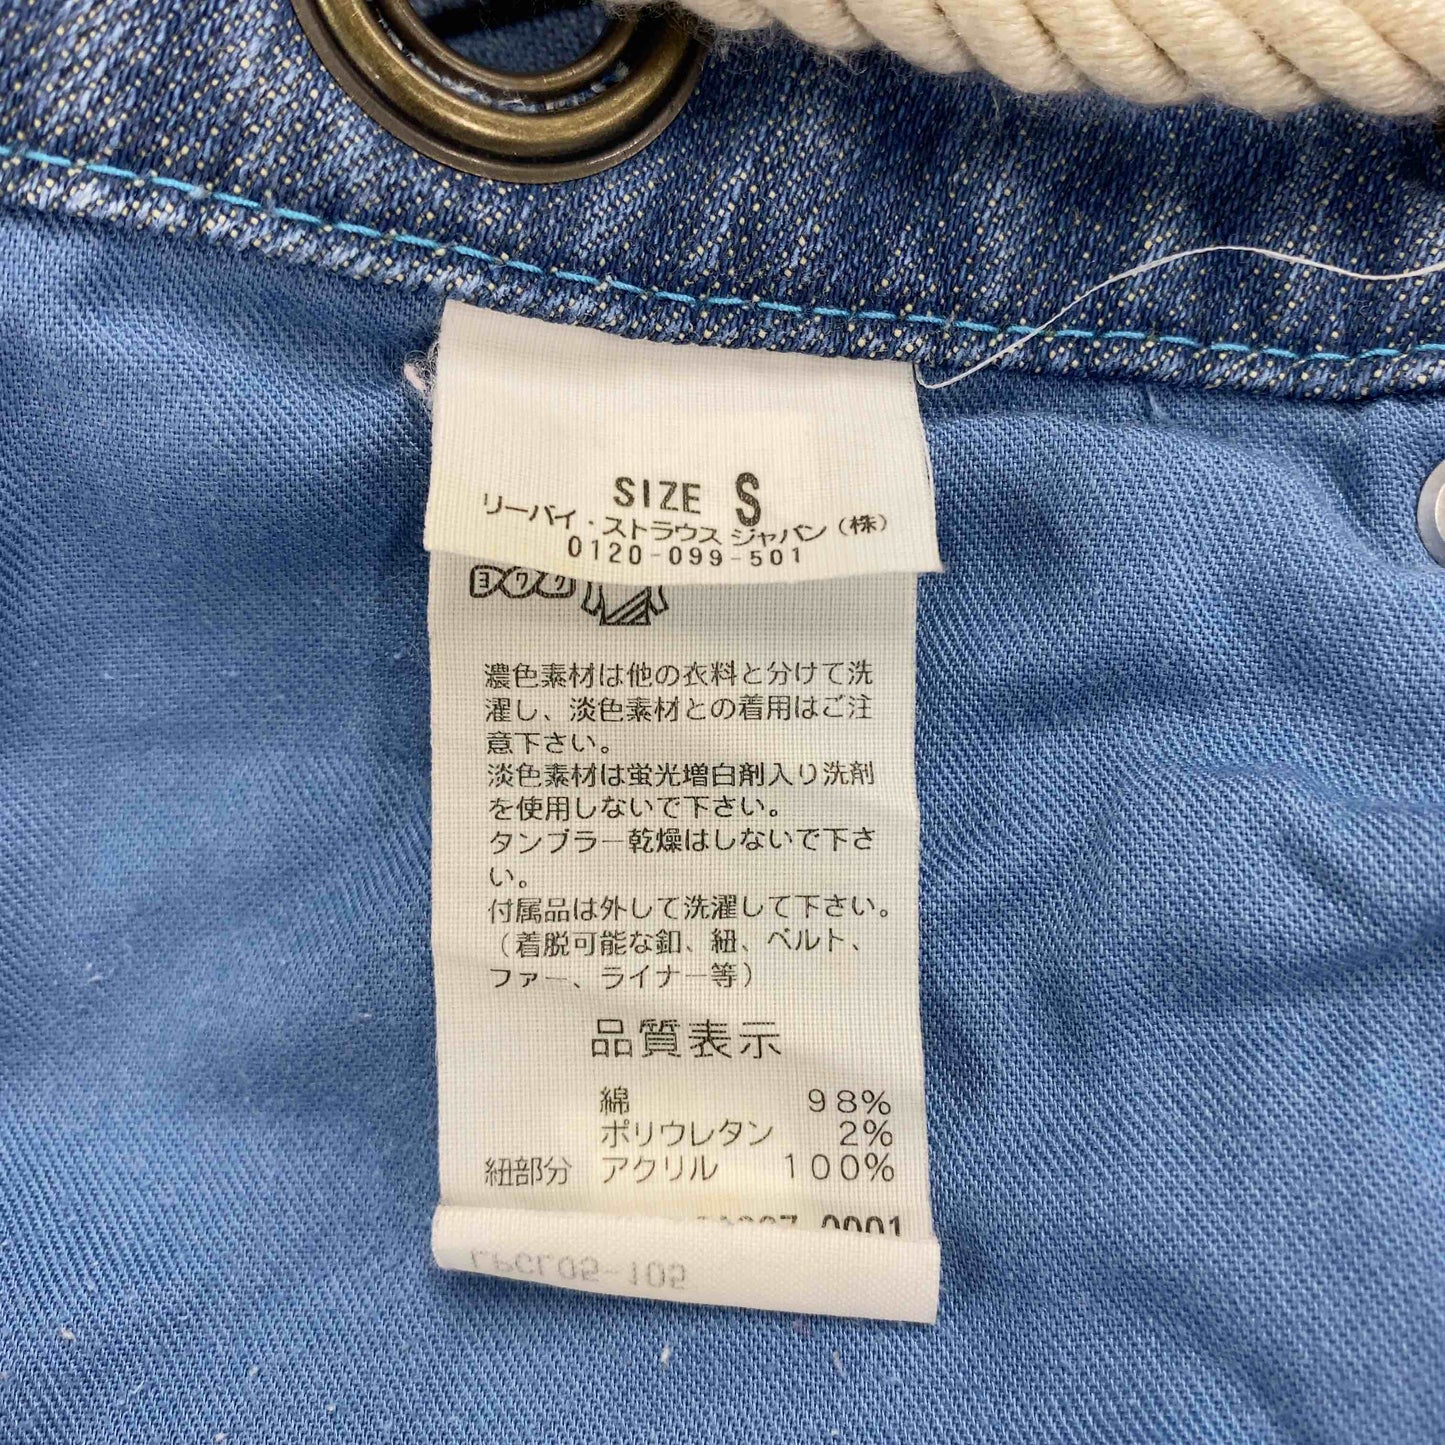 SIZE S
リーバイ・ストラウス ジャパン(株)
0120-099-501
ヨワク
濃色素材は他の衣料と分けて洗
濯し、淡色素材との着用はご注
意下さい。
淡色素材は蛍光増白剤入り洗剤
を使用しないで下さい。
タンブラー乾燥はしないで下さ
い。
付属品は外して洗濯して下さい。
(着脱可能な釦、紐、ベルト、
ファー、ライナー等)
品質表示
綿 98%
ポリウレタン 2%
紐部分 アクリル 100%
0001